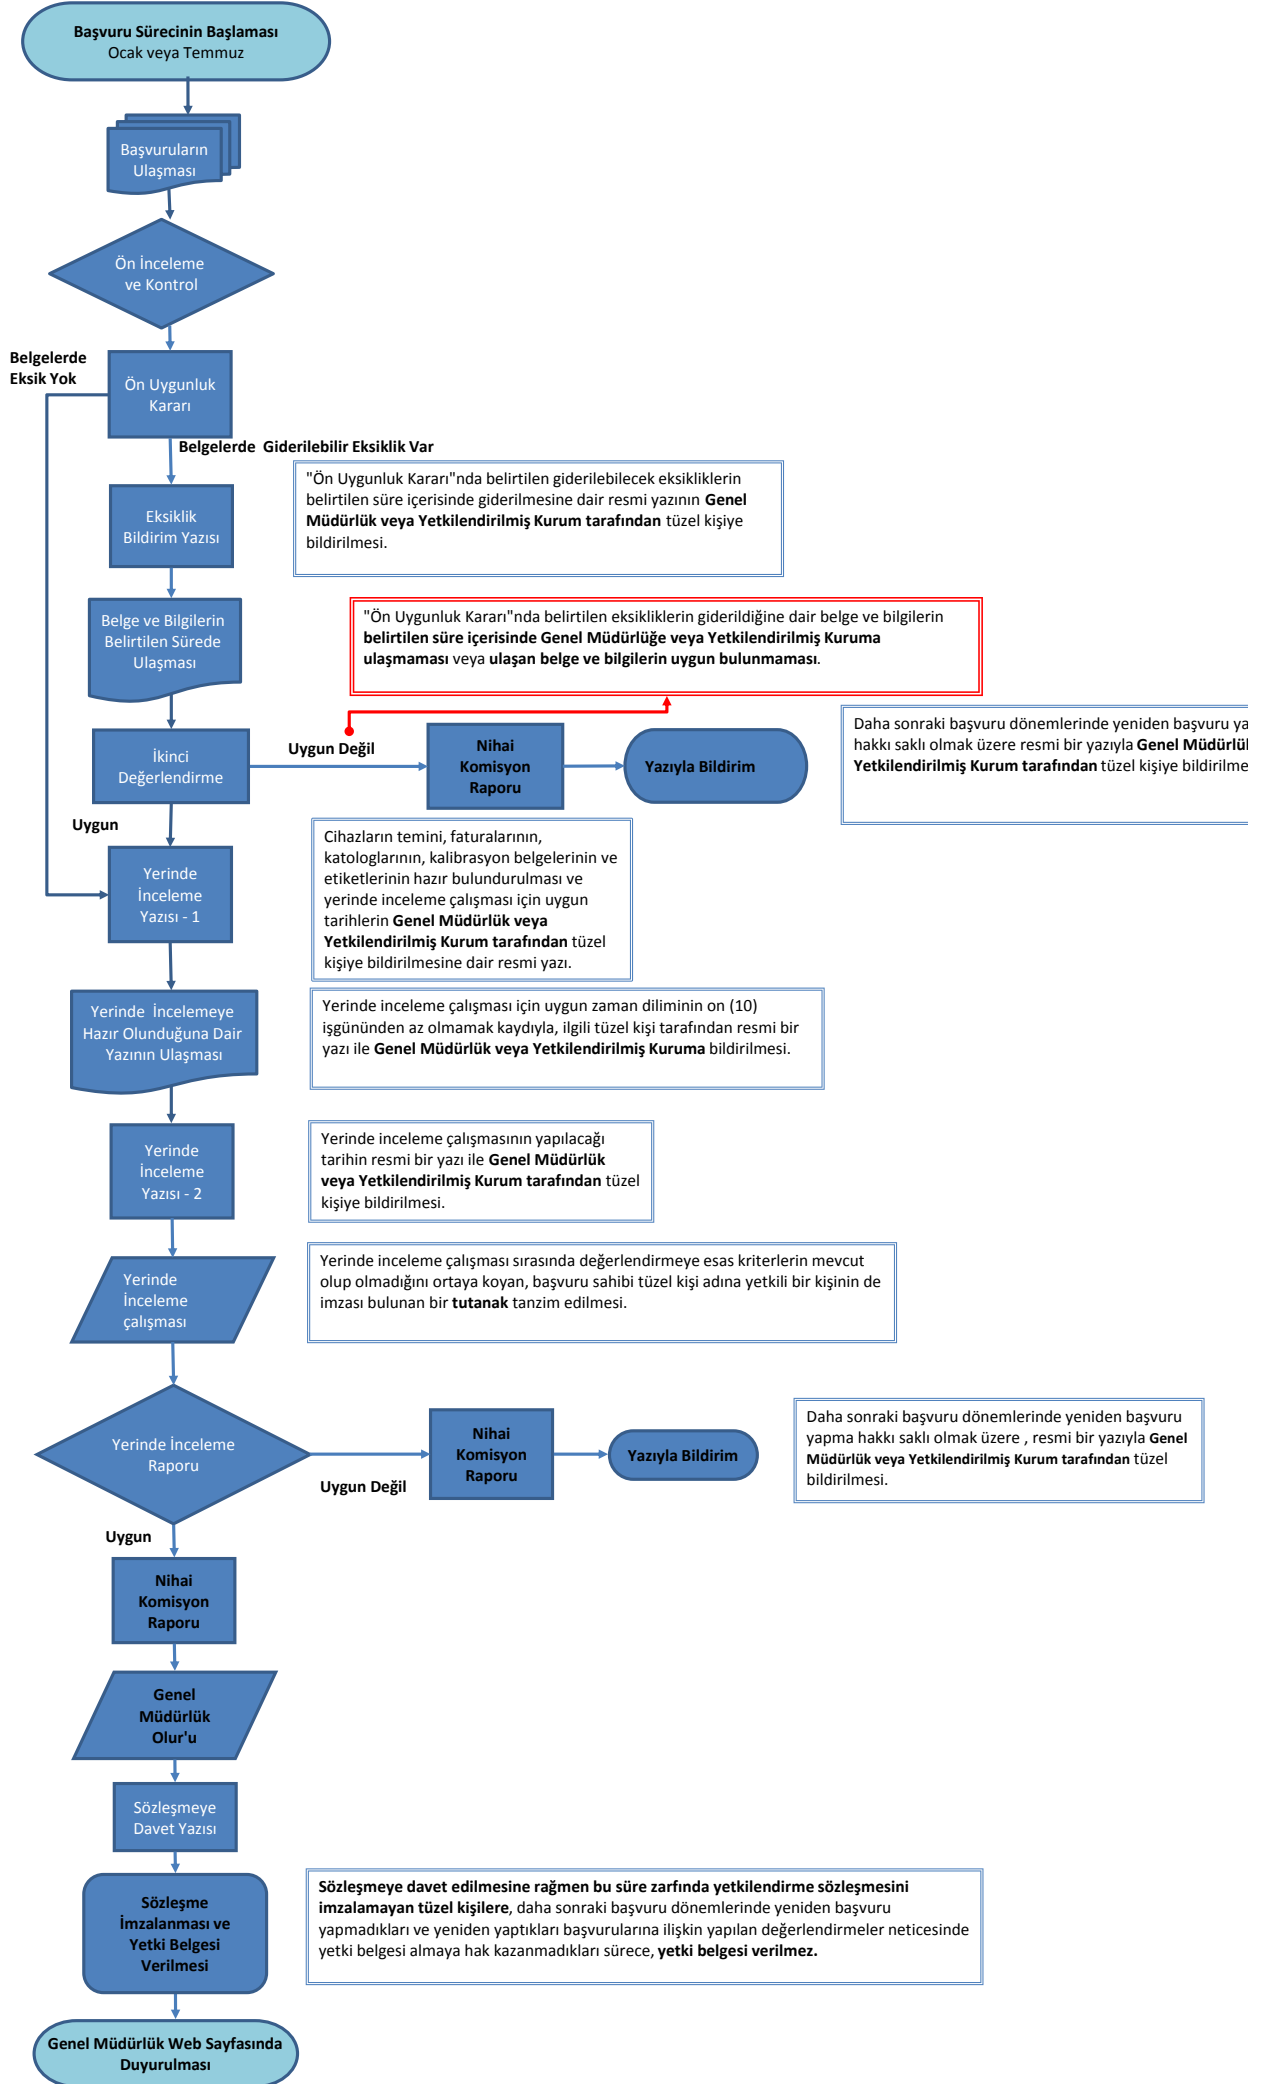 Başvuru Sürecinin Başlaması
Ocak veya Temmuz
Başvuruların
Ulaşması
Ön İnceleme
ve Kontrol
Belgelerde
Eksik Yok
Ön Uygunluk
Kararı
Belgelerde Giderilebilir Eksiklik Var
Eksiklik
Bildirim Yazısı
"Ön Uygunluk Kararı"nda belirtilen giderilebilecek eksikliklerin
belirtilen süre içerisinde giderilmesine dair resmi yazının Genel
Müdürlük veya Yetkilendirilmiş Kurum tarafından tüzel kişiye
bildirilmesi.
Belge ve Bilgilerin
Belirtilen Sürede
Ulaşması
"Ön Uygunluk Kararı"nda belirtilen eksikliklerin giderildiğine dair belge ve bilgilerin
belirtilen süre içerisinde Genel Müdürlüğe veya Yetkilendirilmiş Kuruma
ulaşmaması veya ulaşan belge ve bilgilerin uygun bulunmaması.
İkinci
Değerlendirme
Uygun Değil
Nihai
Komisyon
Raporu
Yazıyla Bildirim
Daha sonraki başvuru dönemlerinde yeniden başvuru ya
hakkı saklı olmak üzere resmi bir yazıyla Genel Müdürlü
Yetkilendirilmiş Kurum tarafından tüzel kişiye bildirilme
Uygun
Yerinde
İnceleme
Yazısı - 1
Cihazların temini, faturalarının,
katologlarının, kalibrasyon belgelerinin ve
etiketlerinin hazır bulundurulması ve
yerinde inceleme çalışması için uygun
tarihlerin Genel Müdürlük veya
Yetkilendirilmiş Kurum tarafından tüzel
kişiye bildirilmesine dair resmi yazı.
Yerinde İncelemeye
Hazır Olunduğuna Dair
Yazının Ulaşması
Yerinde inceleme çalışması için uygun zaman diliminin on (10)
işgününden az olmamak kaydıyla, ilgili tüzel kişi tarafından resmi bir
yazı ile Genel Müdürlük veya Yetkilendirilmiş Kuruma bildirilmesi.
Yerinde
İnceleme
Yazısı - 2
Yerinde inceleme çalışmasının yapılacağı
tarihin resmi bir yazı ile Genel Müdürlük
veya Yetkilendirilmiş Kurum tarafından tüzel
kişiye bildirilmesi.
Yerinde
İnceleme
çalışması
Yerinde inceleme çalışması sırasında değerlendirmeye esas kriterlerin mevcut
olup olmadığını ortaya koyan, başvuru sahibi tüzel kişi adına yetkili bir kişinin de
imzası bulunan bir tutanak tanzim edilmesi.
Yerinde İnceleme
Raporu
Uygun Değil
Nihai
Komisyon
Raporu
Yazıyla Bildirim
Daha sonraki başvuru dönemlerinde yeniden başvuru
yapma hakkı saklı olmak üzere , resmi bir yazıyla Genel
Müdürlük veya Yetkilendirilmiş Kurum tarafından tüzel
bildirilmesi.
Uygun
Nihai
Komisyon
Raporu
Genel
Müdürlük
Olur'u
Sözleşmeye
Davet Yazısı
Sözleşme
İmzalanması ve
Yetki Belgesi
Verilmesi
Sözleşmeye davet edilmesine rağmen bu süre zarfında yetkilendirme sözleşmesini
imzalamayan tüzel kişilere, daha sonraki başvuru dönemlerinde yeniden başvuru
yapmadıkları ve yeniden yaptıkları başvurularına ilişkin yapılan değerlendirmeler neticesinde
yetki belgesi almaya hak kazanmadıkları sürece, yetki belgesi verilmez.
Genel Müdürlük Web Sayfasında
Duyurulması